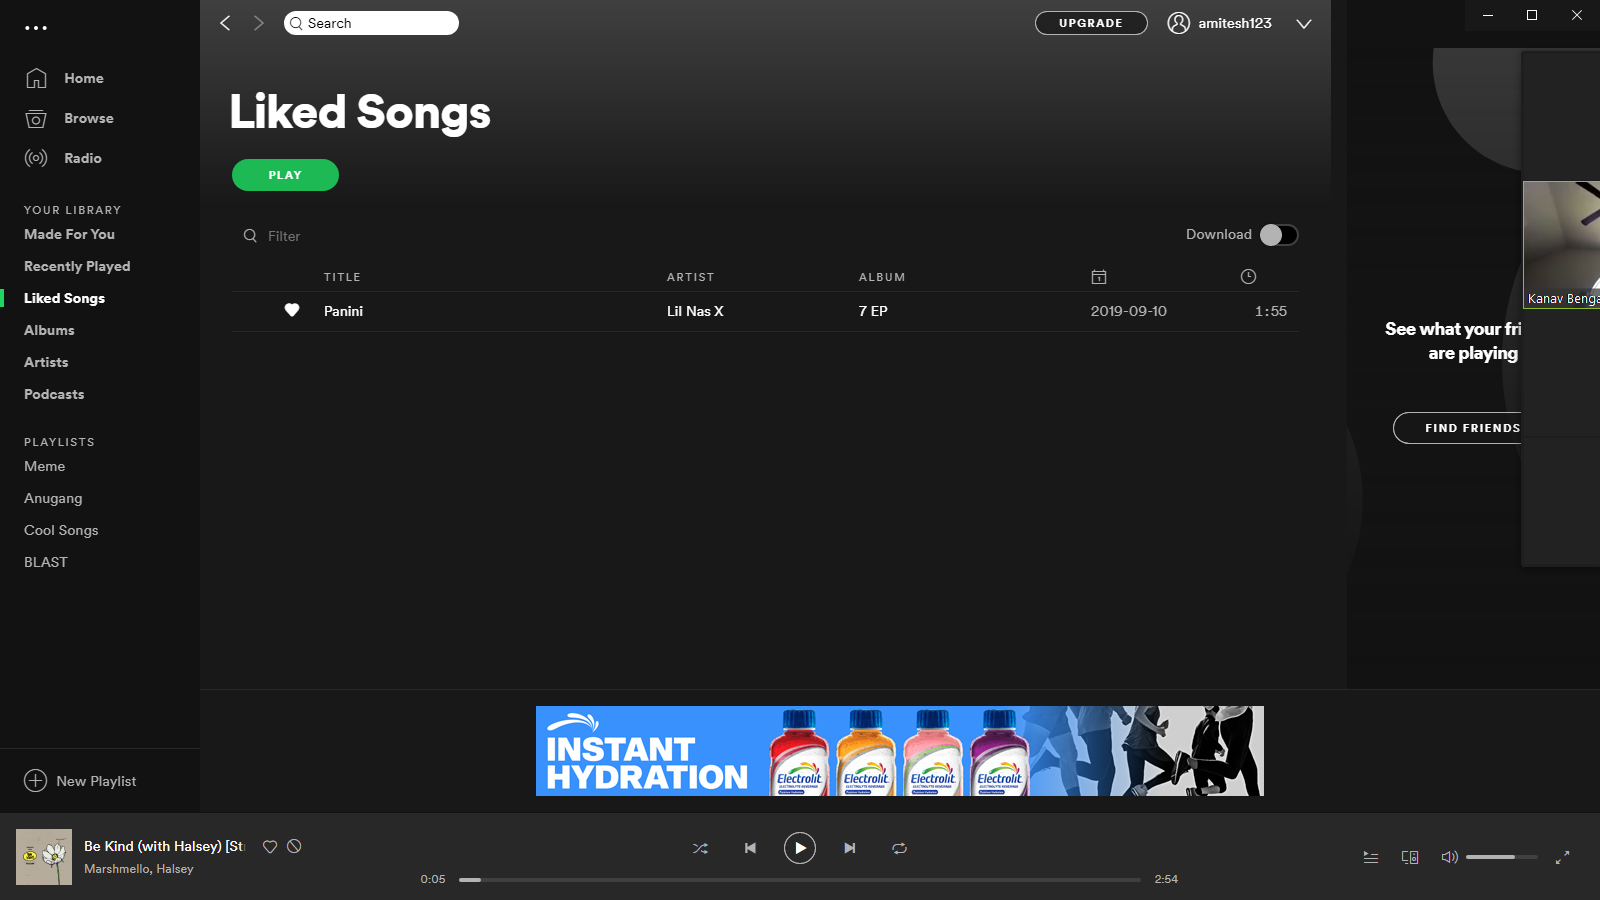 Home
Browse
Radio
YOUR LIBRARY
Made For You
Recently Played
Liked Songs
Albums
Artists
Podcasts
PLAYLISTS
Meme
Anugang
Cool Songs
BLAST
New Playlist
Search
UPGRADE
amitesh123
Liked Songs
PLAY
Filter
Download
TITLE ARTIST ALBUM
Panini Lil Nas X 7 EP 2019-09-10 1:55
Kanav Benga
See what your fri
are playing
FIND FRIENDS
INSTANT
HYDRATION
Electrolit
Electrolit
Electrolit
Electrolit
Be Kind (with Halsey) [St
Marshmello, Halsey
0:05
2:54